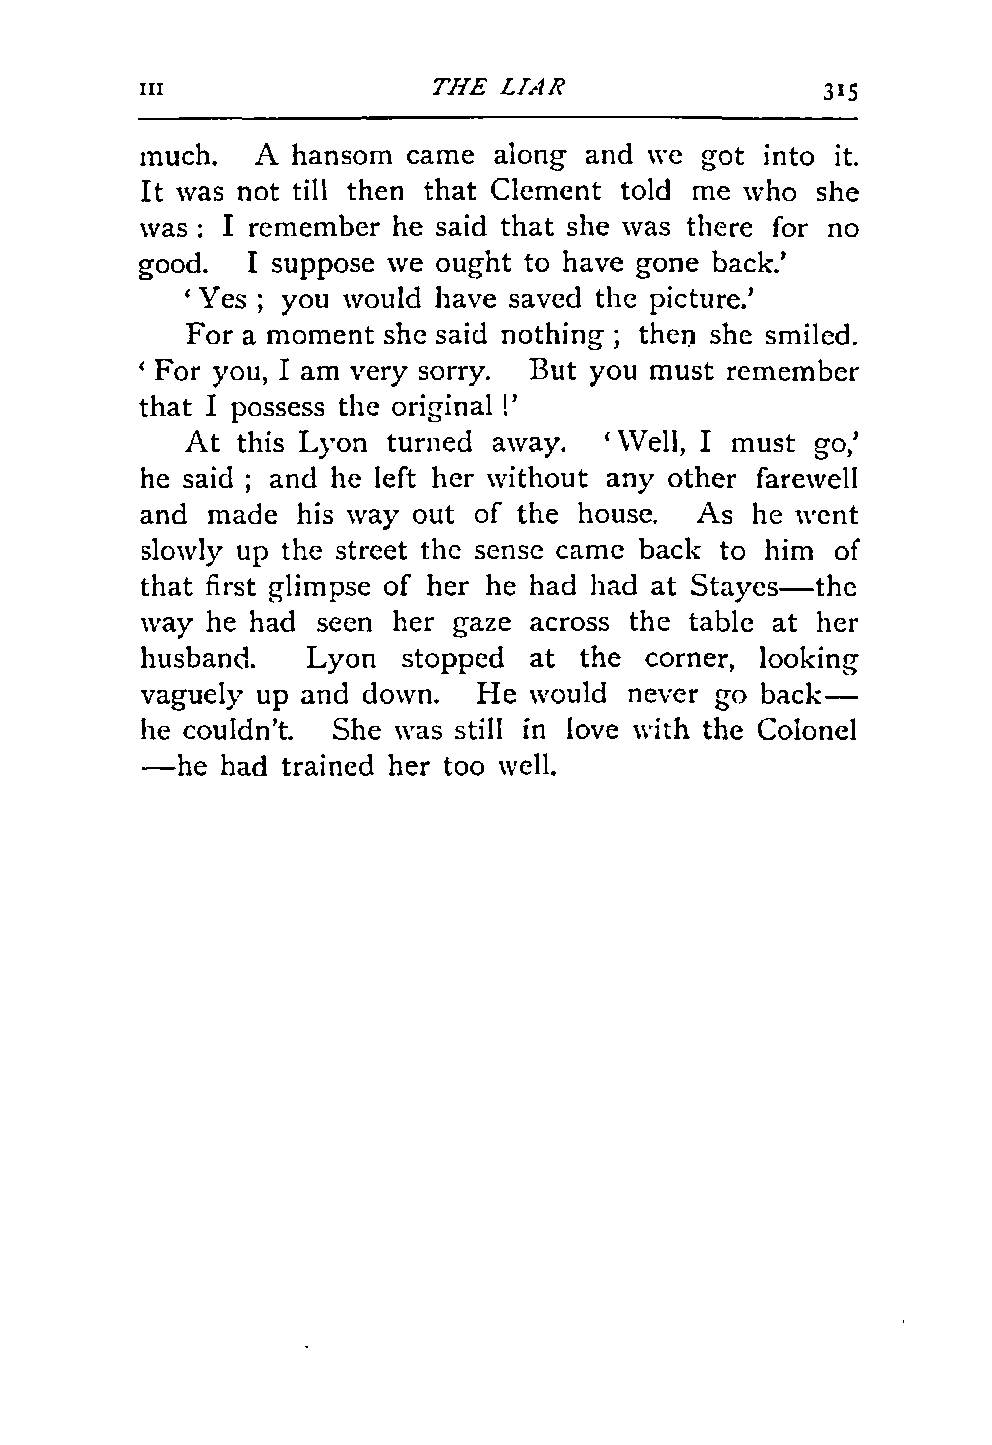 III THE LIAR 315
much. A hansom came along and we got into it.
It was not till then that Clement told me who she
was : I remember he said that she was there for no
good. I suppose we ought to have gone back.'
' Yes ; you would have saved the picture.'
For a moment she said nothing ; then she smiled.
' For you, I am very sorry. But you must remember
that I possess the original !'
At this Lyon turned away. ' Well, I must go,'
he said ; and he left her without any other farewell
and made his way out of the house. As he went
slowly up the street the sense came back to him of
that first glimpse of her he had had at Stayes—the
way he had seen her gaze across the table at her
husband. Lyon stopped at the corner, looking
vaguely up and down. He would never go back—
he couldn't. She was still in love with the Colonel
—he had trained her too well.